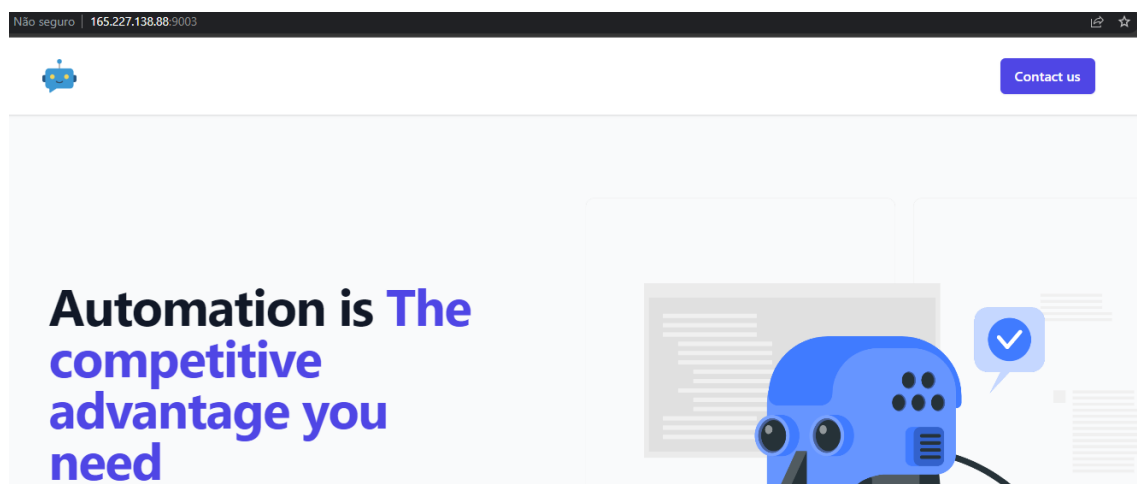 Não seguro | 165.227.138.88:9003
Contact us
Automation is The
competitive
advantage you
need